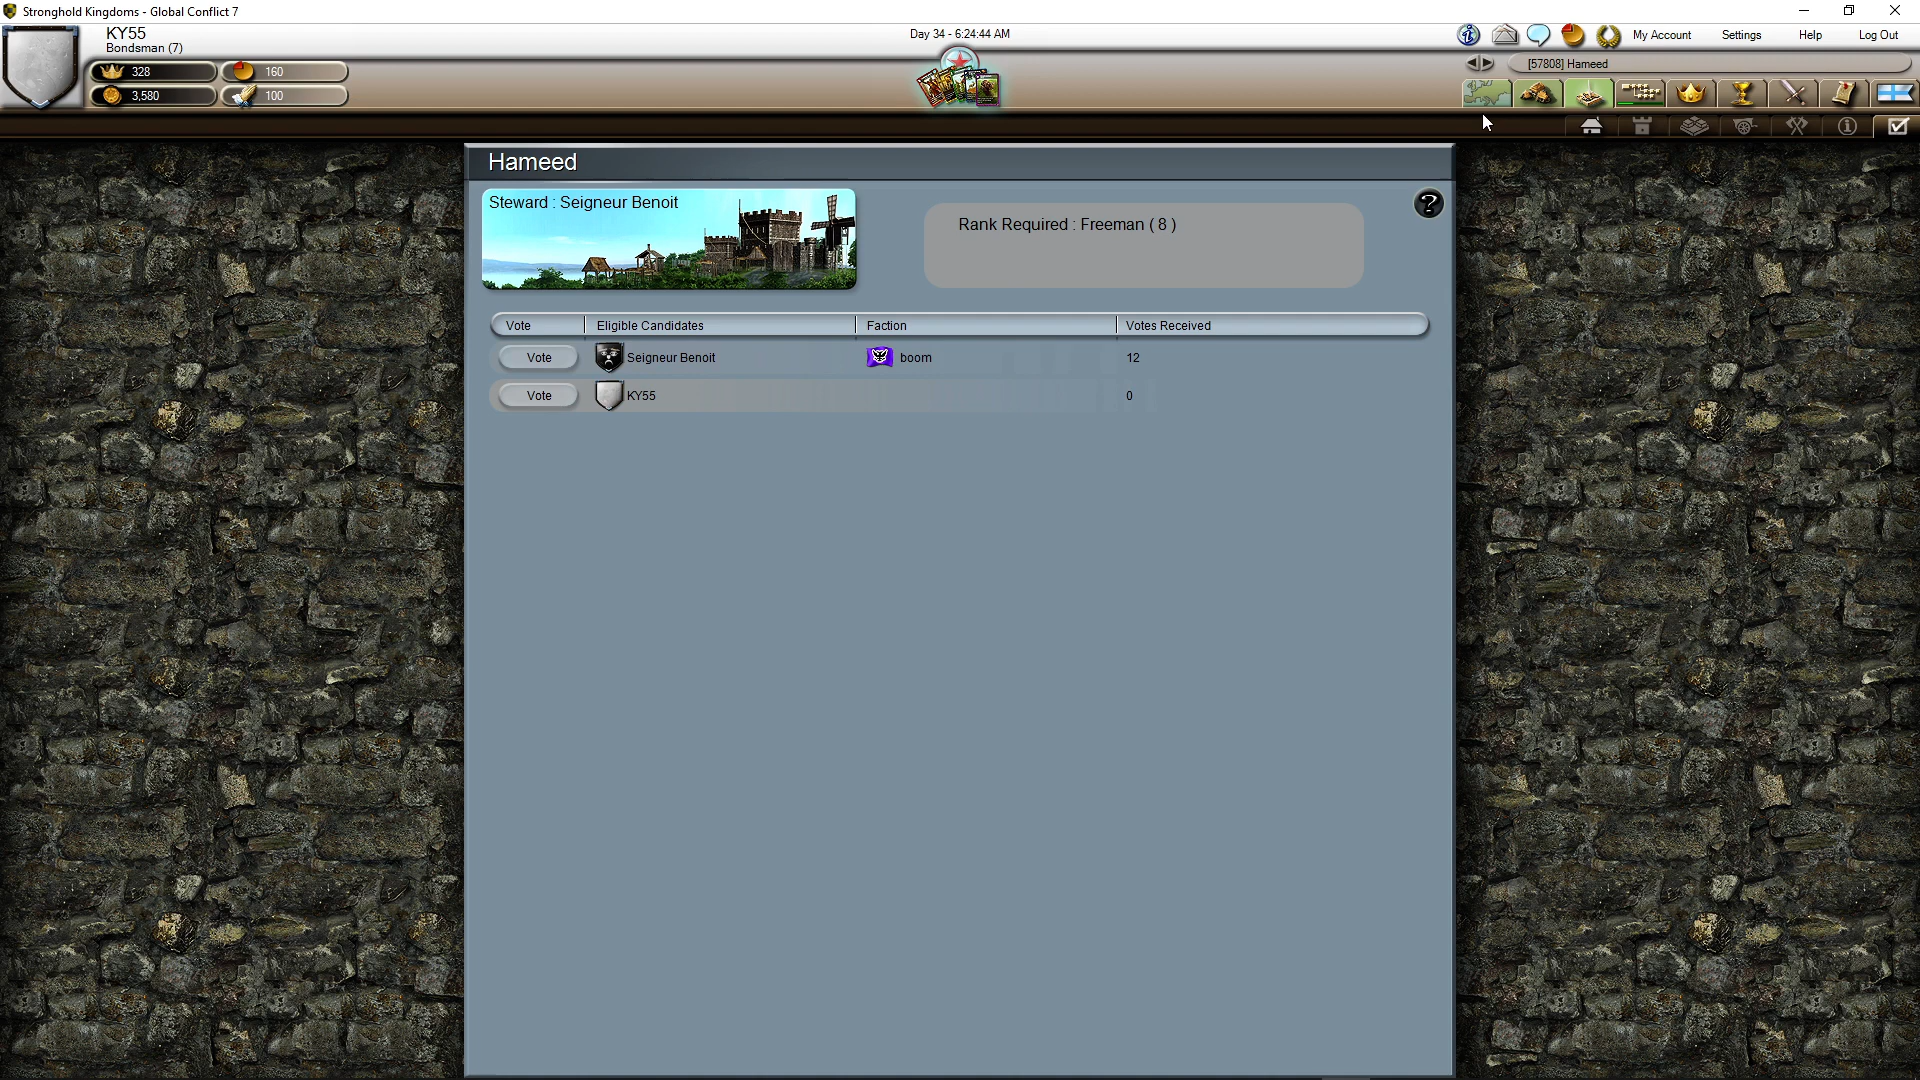 Stronghold Kingdoms - Global Conflict 7
KY55
Bondsman (7)
Day 34 - 6:24:44 AM
My Account Settings Help Log Out
328 160
3,580 100
[57808] Hameed
Hameed
Steward : Seigneur Benoit
Rank Required : Freeman ( 8 )
?
Vote Eligible Candidates Faction Votes Received
Vote Seigneur Benoit boom 12
Vote KY55 0